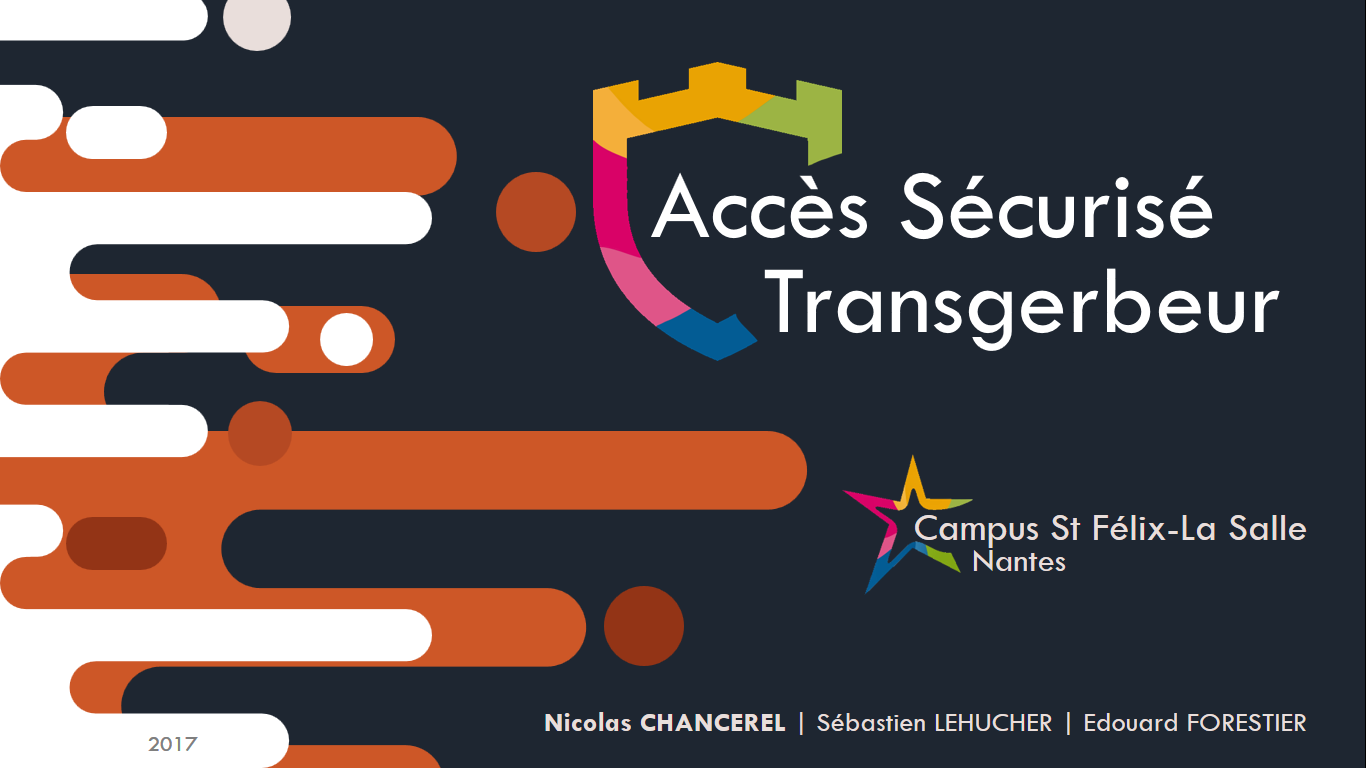 Accès Sécurisé
Transgerbeur
Campus St Félix-La Salle
Nantes
Nicolas CHANCEREL | Sébastien LEHUCHER | Edouard FORESTIER
2017